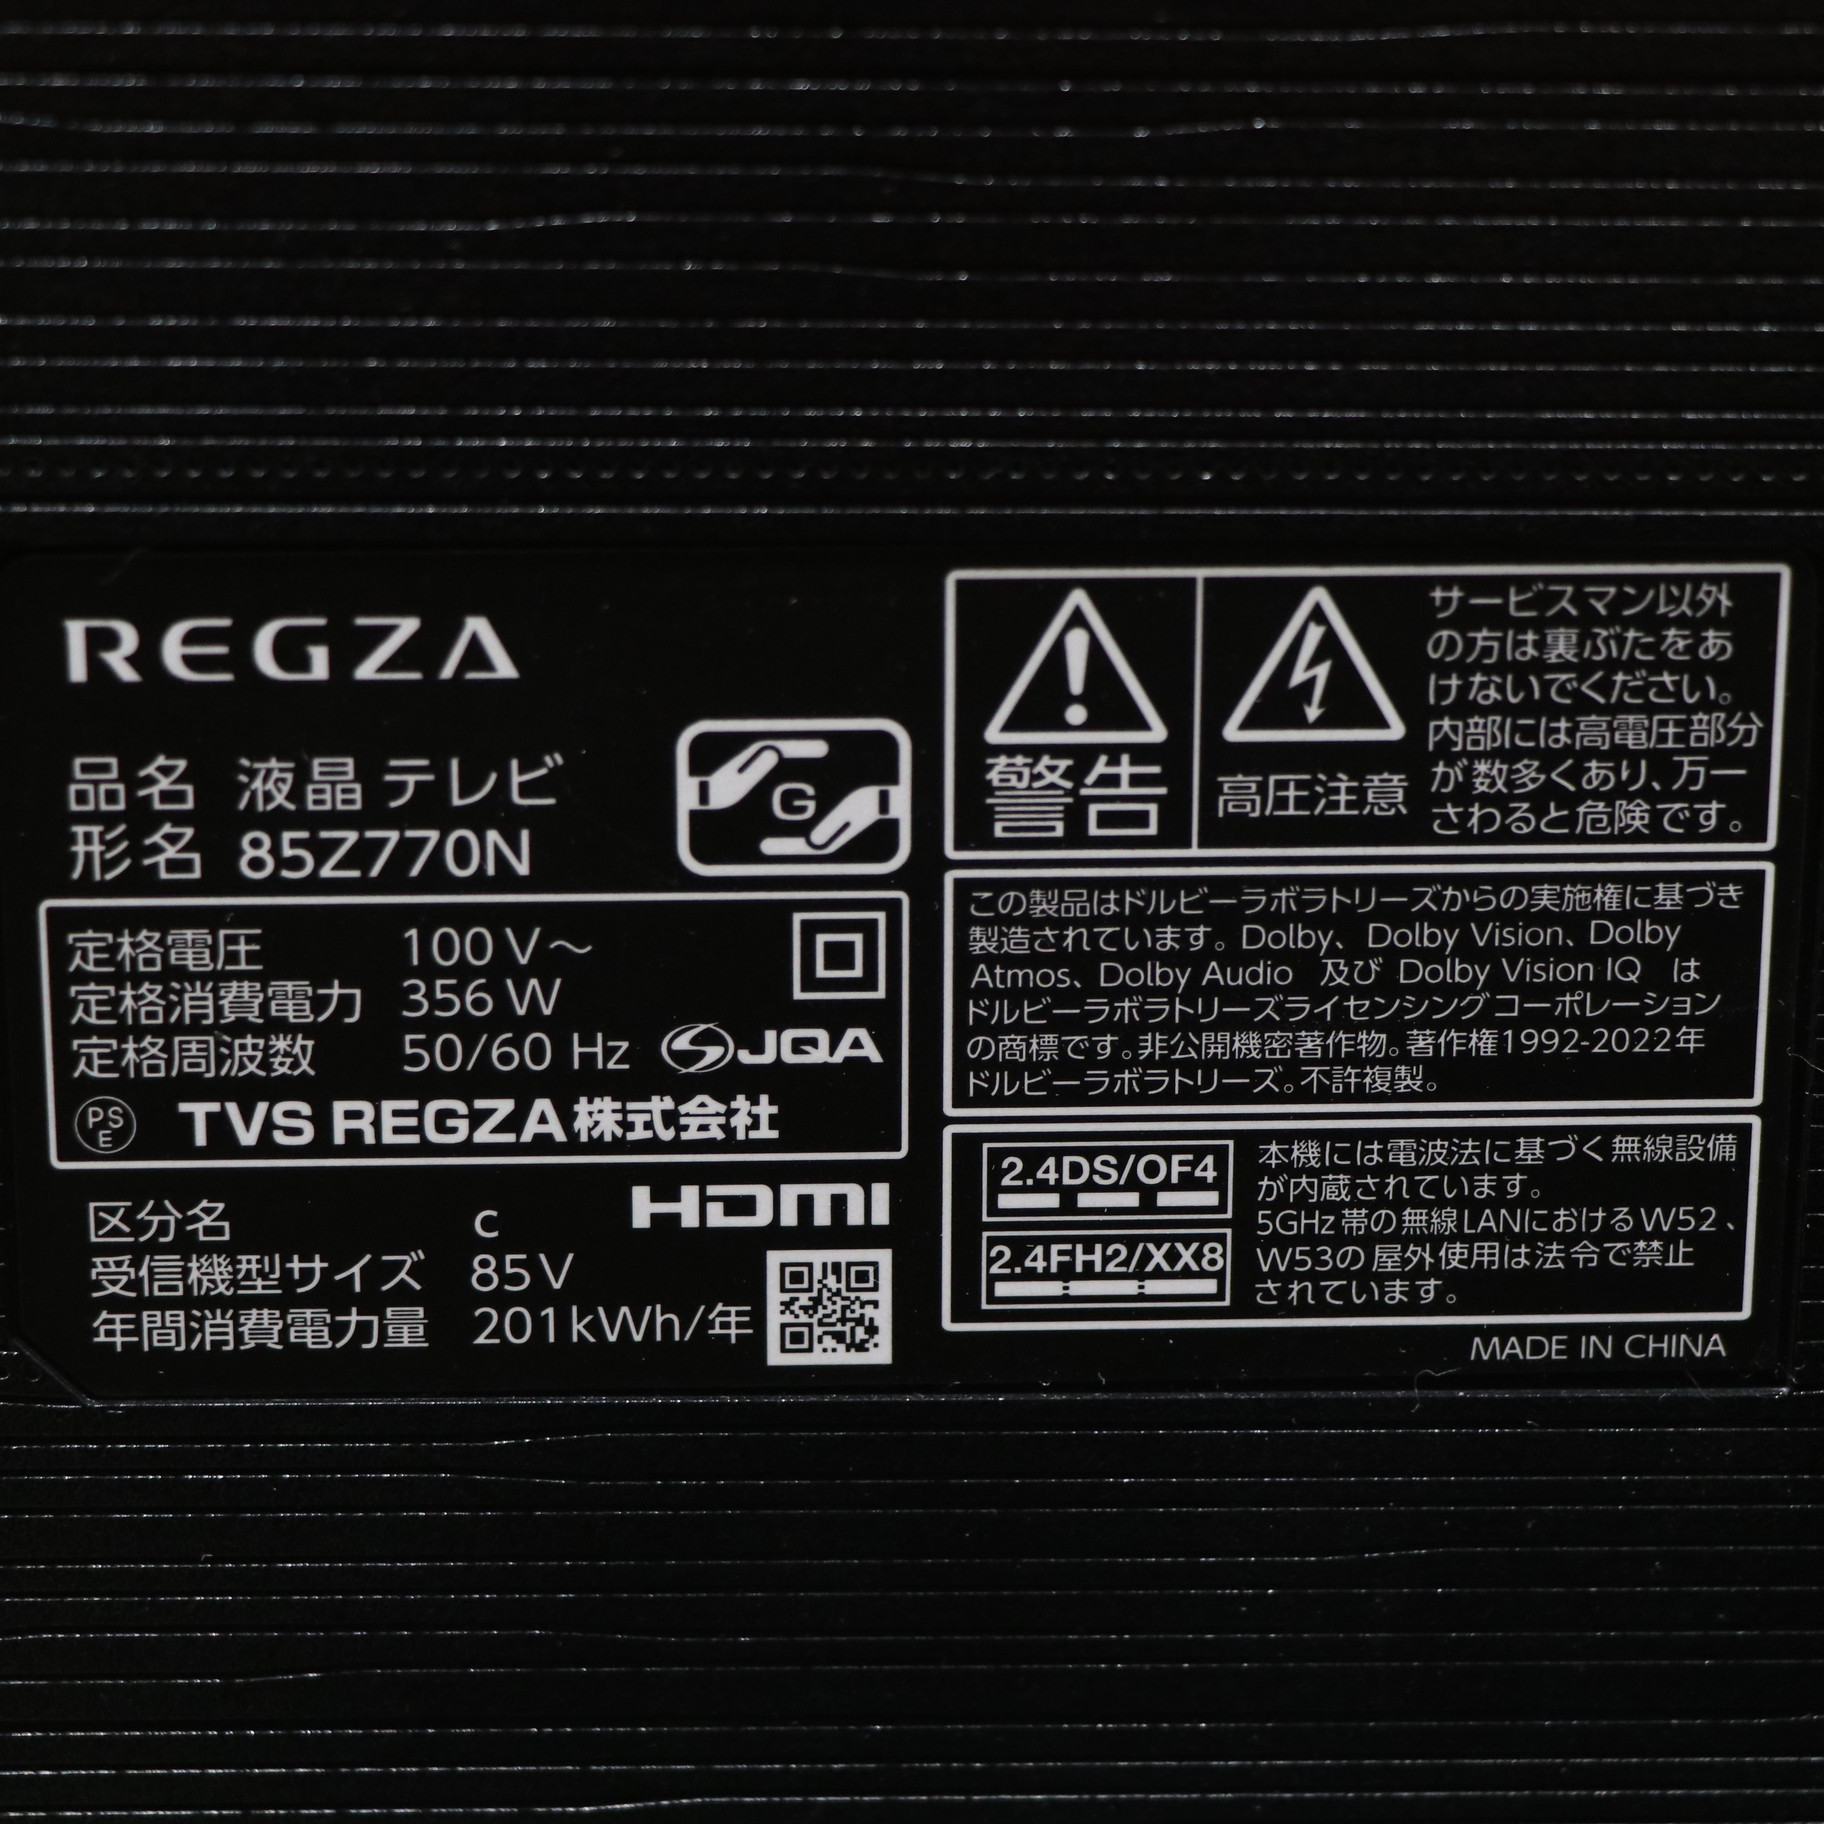 REGZA
品名 液晶テレビ
形名 85Z770N
G
定格電圧 100V～
定格消費電力 356W
定格周波数 50/60 Hz
JQA
PSE TVS REGZA株式会社
HDMI
区分名 c
受信機型サイズ 85V
年間消費電力量 201kWh/年
警告
高圧注意
サービスマン以外
の方は裏ぶたをあ
けないでください。
内部には高電圧部分
が数多くあり、万一
さわると危険です。
この製品はドルビーラボラトリーズからの実施権に基づき
製造されています。Dolby、Dolby Vision、Dolby
Atmos、Dolby Audio 及び Dolby Vision IQ は
ドルビーラボラトリーズライセンシングコーポレーション
の商標です。非公開機密著作物。著作権1992-2022年
ドルビーラボラトリーズ。不許複製。
2.4DS/OF4
2.4FH2/XX8
本機には電波法に基づく無線設備
が内蔵されています。
5GHz帯の無線LANにおけるW52、
W53の屋外使用は法令で禁止
されています。
MADE IN CHINA